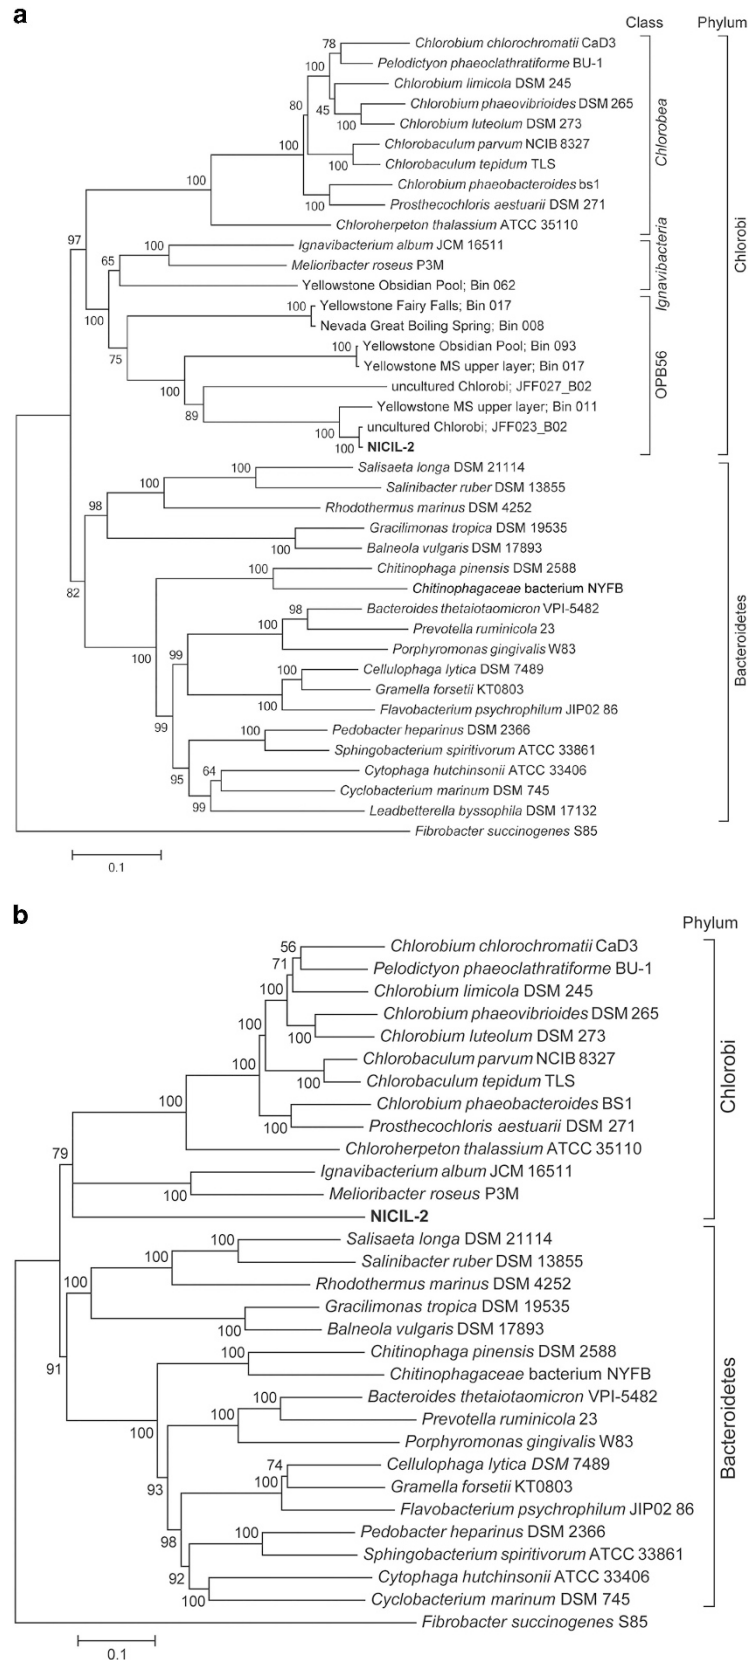 a
Class
Phylum
78
Chlorobium chlorochromatii CaD3
100
Pelodictyon phaeoclathratiforme BU-1
Chlorobium limicola DSM 245
80
45
Chlorobium phaeovibrioides DSM 265
100
Chlorobium luteolum DSM 273
100
Chlorobaculum parvum NCIB 8327
100
Chlorobaculum tepidum TLS
100
Chlorobium phaeobacteroides bs1
100
Prosthecochloris aestuarii DSM 271
Chloroherpeton thalassium ATCC 35110
Chlorobea
97
100
Ignavibacterium album JCM 16511
65
Melioribacter roseus P3M
Yellowstone Obsidian Pool; Bin 062
Ignavibacteria
100
100
Yellowstone Fairy Falls; Bin 017
Nevada Great Boiling Spring; Bin 008
75
100
Yellowstone Obsidian Pool; Bin 093
Yellowstone MS upper layer; Bin 017
100
uncultured Chlorobi; JFF027_B02
89
Yellowstone MS upper layer; Bin 011
100
uncultured Chlorobi; JFF023_B02
100
NICIL-2
OPB56
Chlorobi
100
Salisaeta longa DSM 21114
100
Salinibacter ruber DSM 13855
98
Rhodothermus marinus DSM 4252
Gracilimonas tropica DSM 19535
100
Balneola vulgaris DSM 17893
82
100
Chitinophaga pinensis DSM 2588
Chitinophagaceae bacterium NYFB
98
Bacteroides thetaiotaomicron VPI-5482
100
Prevotella ruminicola 23
Porphyromonas gingivalis W83
100
99
100
Cellulophaga lytica DSM 7489
Gramella forsetii KT0803
100
Flavobacterium psychrophilum JIP02 86
99
100
Pedobacter heparinus DSM 2366
Sphingobacterium spiritivorum ATCC 33861
95
64
Cytophaga hutchinsonii ATCC 33406
Cyclobacterium marinum DSM 745
99
Leadbetterella byssophila DSM 17132
Bacteroidetes
Fibrobacter succinogenes S85
0.1
b
Phylum
56
Chlorobium chlorochromatii CaD3
71
Pelodictyon phaeoclathratiforme BU-1
100
Chlorobium limicola DSM 245
Chlorobium phaeovibrioides DSM 265
100
100
Chlorobium luteolum DSM 273
100
Chlorobaculum parvum NCIB 8327
100
Chlorobaculum tepidum TLS
100
Chlorobium phaeobacteroides BS1
100
Prosthecochloris aestuarii DSM 271
Chloroherpeton thalassium ATCC 35110
79
Ignavibacterium album JCM 16511
100
Melioribacter roseus P3M
NICIL-2
Chlorobi
100
Salisaeta longa DSM 21114
100
Salinibacter ruber DSM 13855
100
Rhodothermus marinus DSM 4252
Gracilimonas tropica DSM 19535
100
Balneola vulgaris DSM 17893
91
100
Chitinophaga pinensis DSM 2588
Chitinophagaceae bacterium NYFB
100
Bacteroides thetaiotaomicron VPI-5482
100
Prevotella ruminicola 23
100
Porphyromonas gingivalis W83
74
Cellulophaga lytica DSM 7489
93
100
Gramella forsetii KT0803
Flavobacterium psychrophilum JIP02 86
98
100
Pedobacter heparinus DSM 2366
Sphingobacterium spiritivorum ATCC 33861
92
Cytophaga hutchinsonii ATCC 33406
100
Cyclobacterium marinum DSM 745
Bacteroidetes
Fibrobacter succinogenes S85
0.1